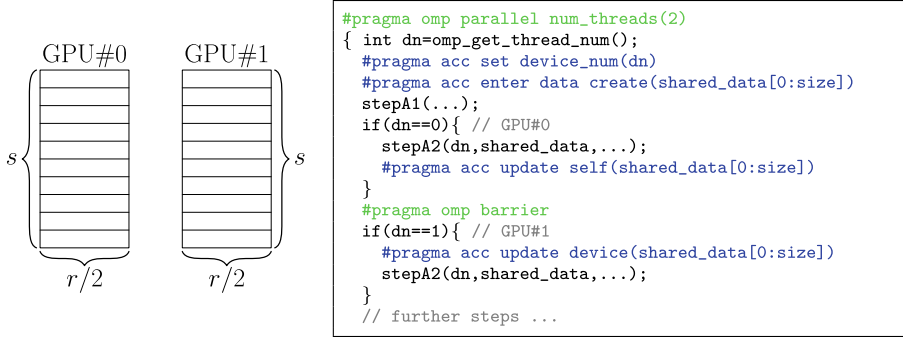 GPU#0 GPU#1
s s
r/2 r/2
#pragma omp parallel num_threads(2)
{ int dn=omp_get_thread_num();
#pragma acc set device_num(dn)
#pragma acc enter data create(shared_data[0:size])
stepA1(...);
if(dn==0){ // GPU#0
stepA2(dn,shared_data,...);
#pragma acc update self(shared_data[0:size])
}
#pragma omp barrier
if(dn==1){ // GPU#1
#pragma acc update device(shared_data[0:size])
stepA2(dn,shared_data,...);
}
// further steps ...